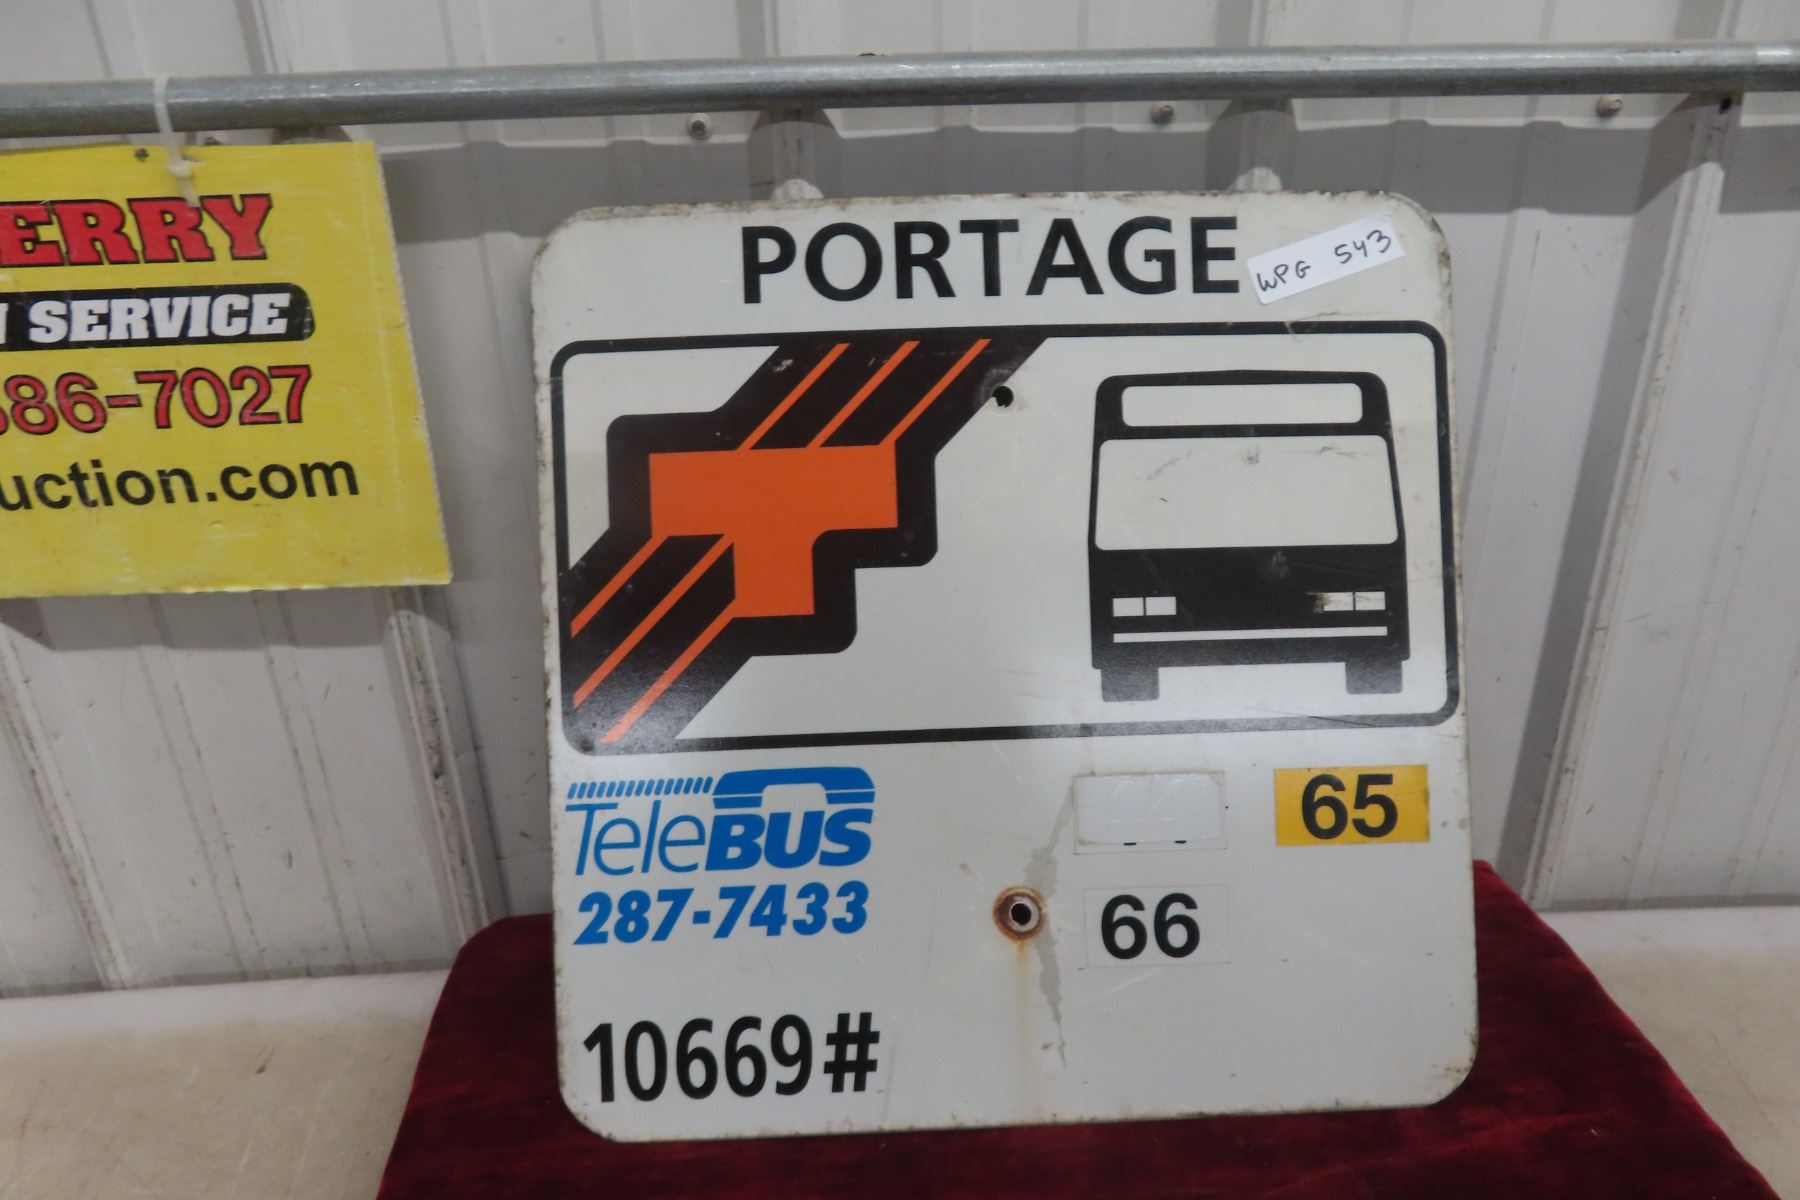 ERRY
SERVICE
86-7027
uction.com
PORTAGE
WPG 543
TeleBUS
287-7433
65
66
10669#